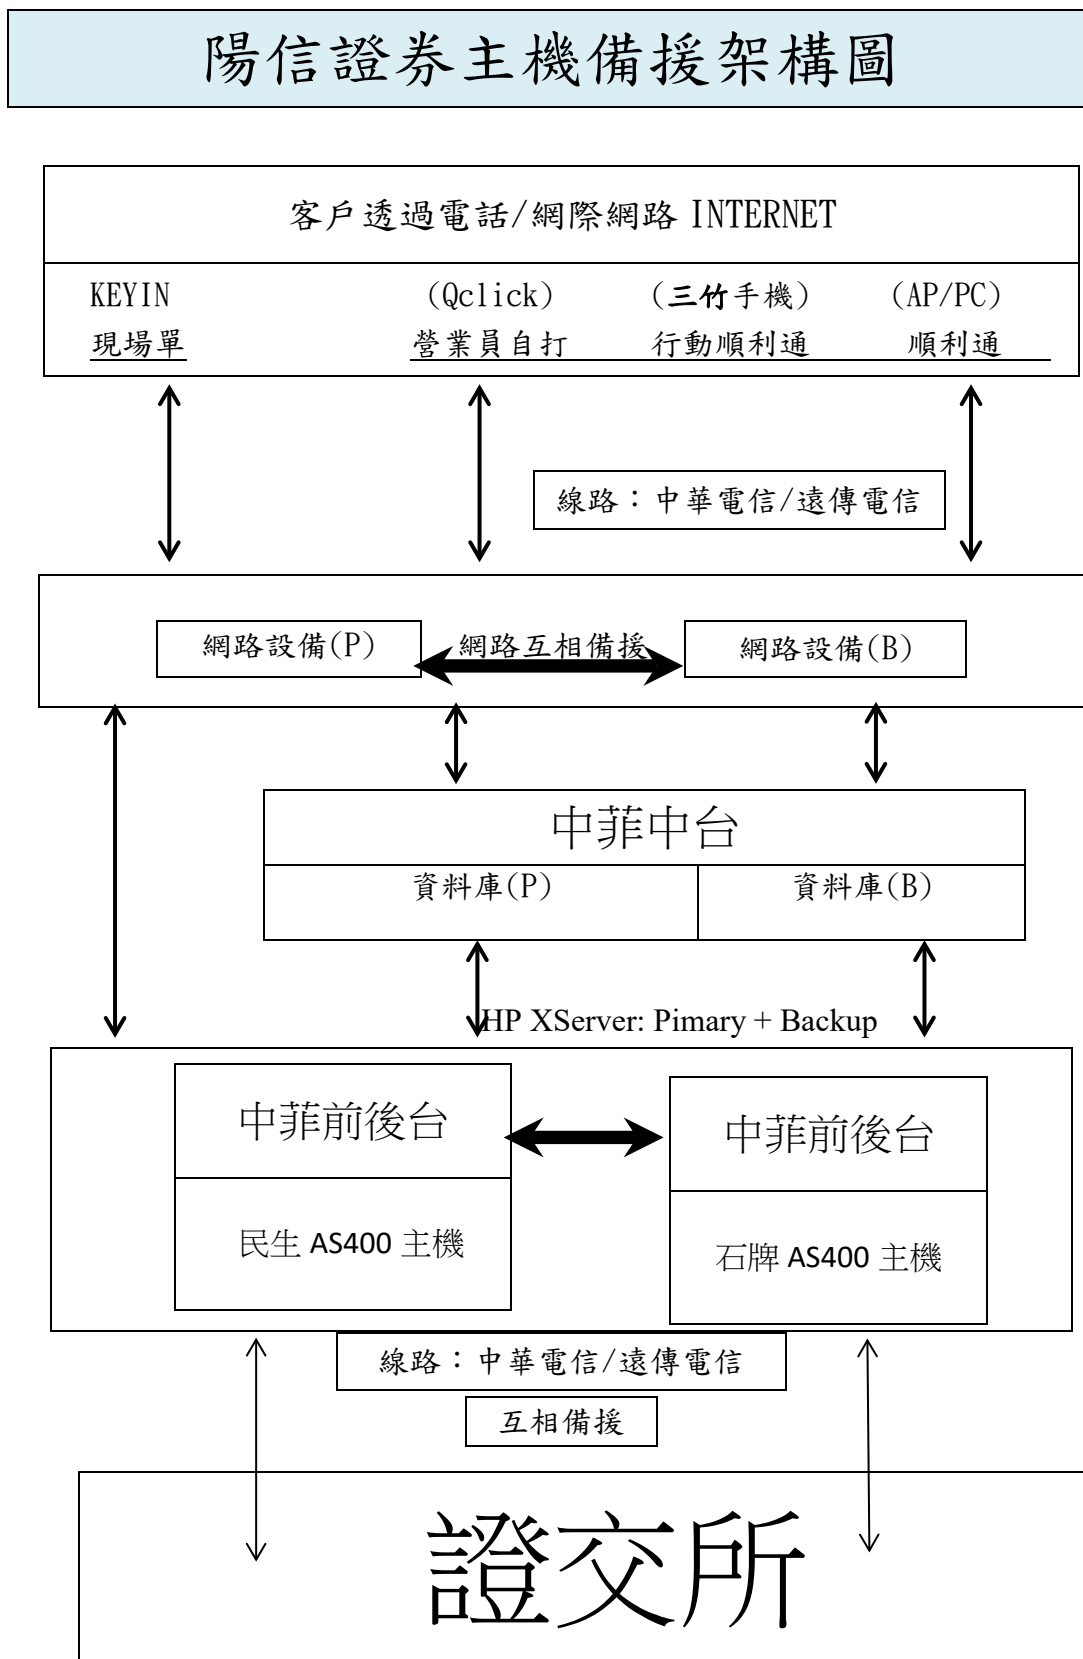 陽信證券主機備援架構圖
客戶透過電話/網際網路 INTERNET
KEYIN (Qclick) (三竹手機) (AP/PC)
現場單 營業員自打 行動順利通 順利通
線路：中華電信/遠傳電信
網路設備(P) 網路互相備援 網路設備(B)
中菲中台
資料庫(P) 資料庫(B)
HP XServer: Pimary + Backup
中菲前後台 中菲前後台
民生 AS400 主機 石牌 AS400 主機
線路：中華電信/遠傳電信
互相備援
證交所